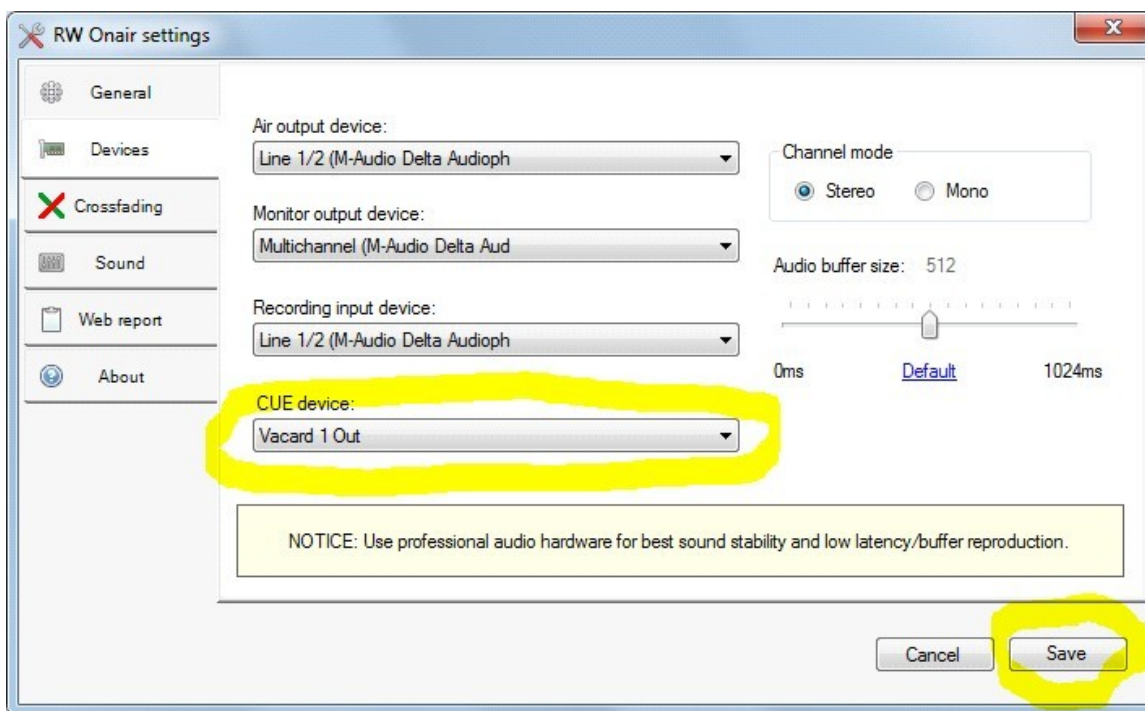 RW Onair settings
General
Devices
Crossfading
Sound
Web report
About
Air output device:
Line 1/2 (M-Audio Delta Audioph
Monitor output device:
Multichannel (M-Audio Delta Aud
Recording input device:
Line 1/2 (M-Audio Delta Audioph
CUE device:
Vacard 1 Out
Channel mode
Stereo Mono
Audio buffer size: 512
0ms Default 1024ms
NOTICE: Use professional audio hardware for best sound stability and low latency/buffer reproduction.
Cancel Save